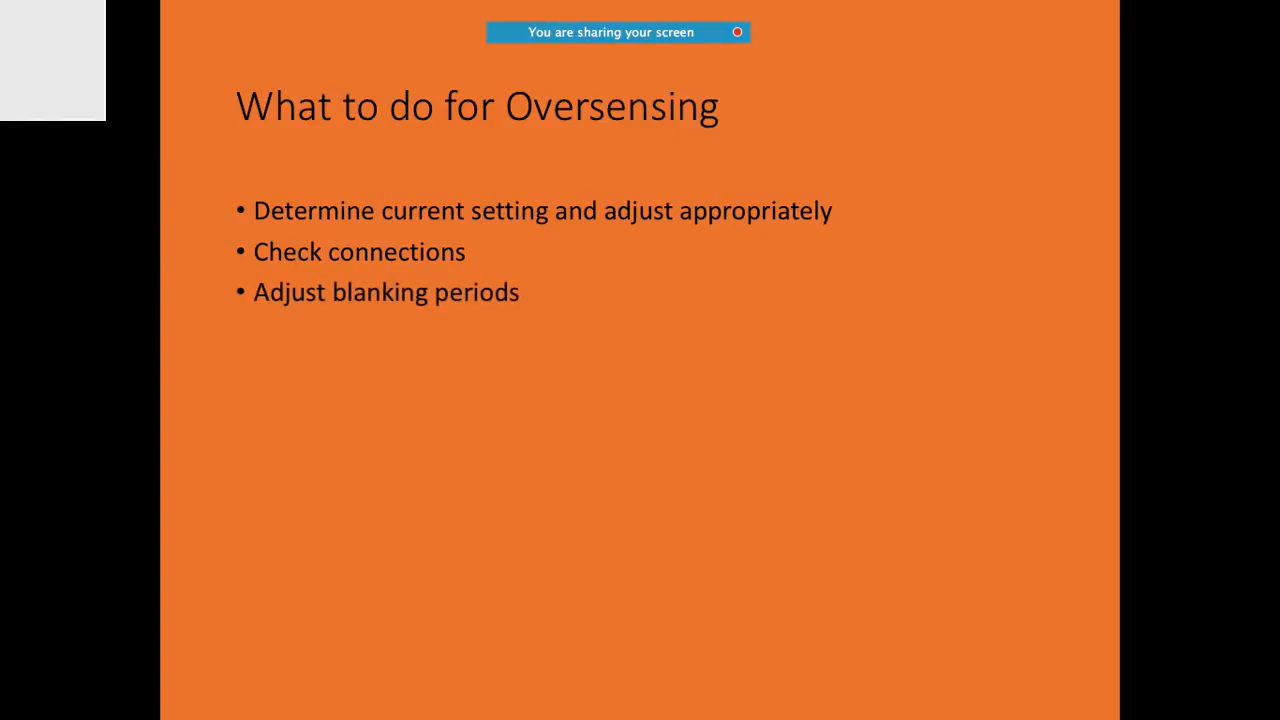 You are sharing your screen
What to do for Oversensing
• Determine current setting and adjust appropriately
• Check connections
• Adjust blanking periods